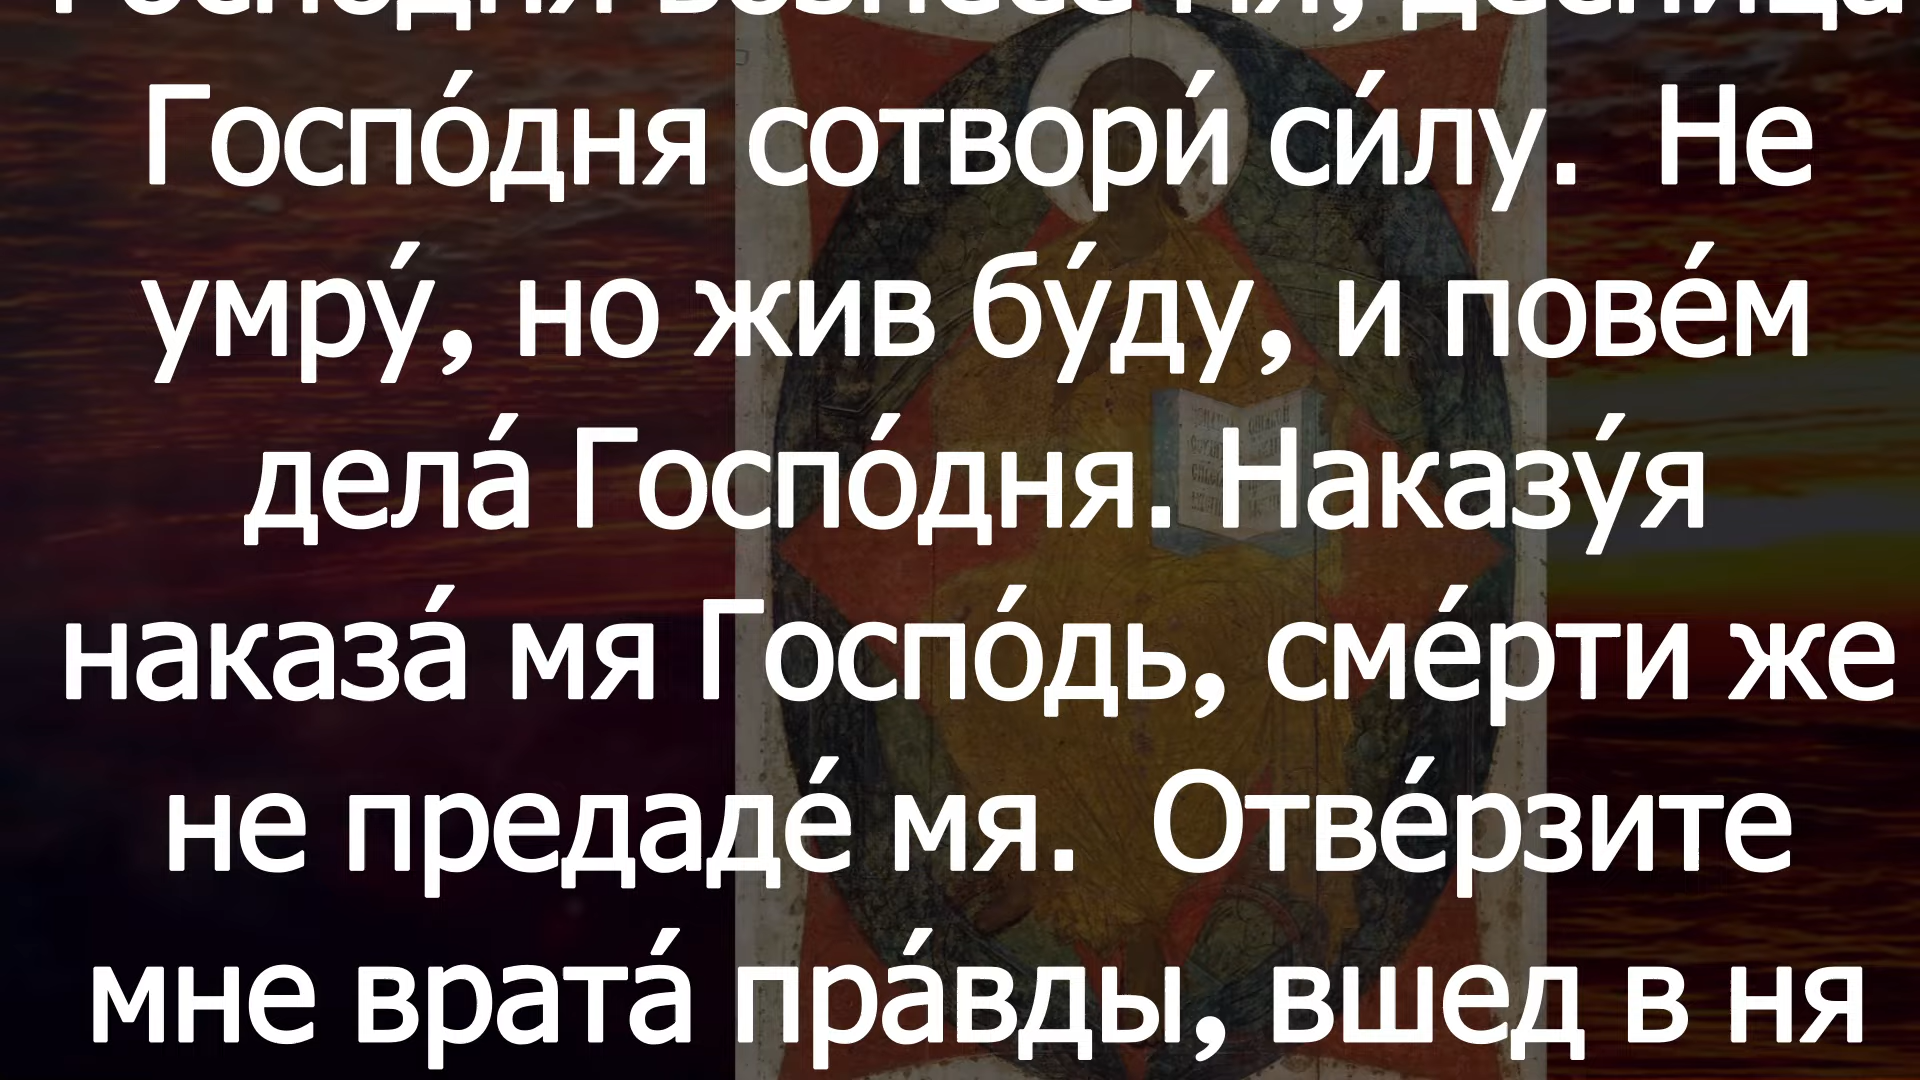 Госпо́дня вознесе́ мя, десни́ца
Госпо́дня сотвори́ си́лу. Не
умру́, но жив бу́ду, и пове́м
дела́ Госпо́дня. Наказу́я
наказа́ мя Госпо́дь, сме́рти же
не предаде́ мя. Отве́рзите
мне врата́ пра́вды, вшед в ня